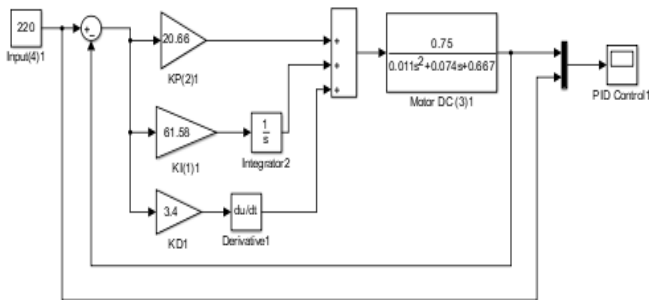 220
Input(4)1
+
−
20.66
KP(2)1
61.58
KI(1)1
1
s
Integrator2
3.4
KD1
du/dt
Derivative1
+
+
+
0.75
0.011s²+0.074s+0.667
Motor DC (3)1
PID Control1